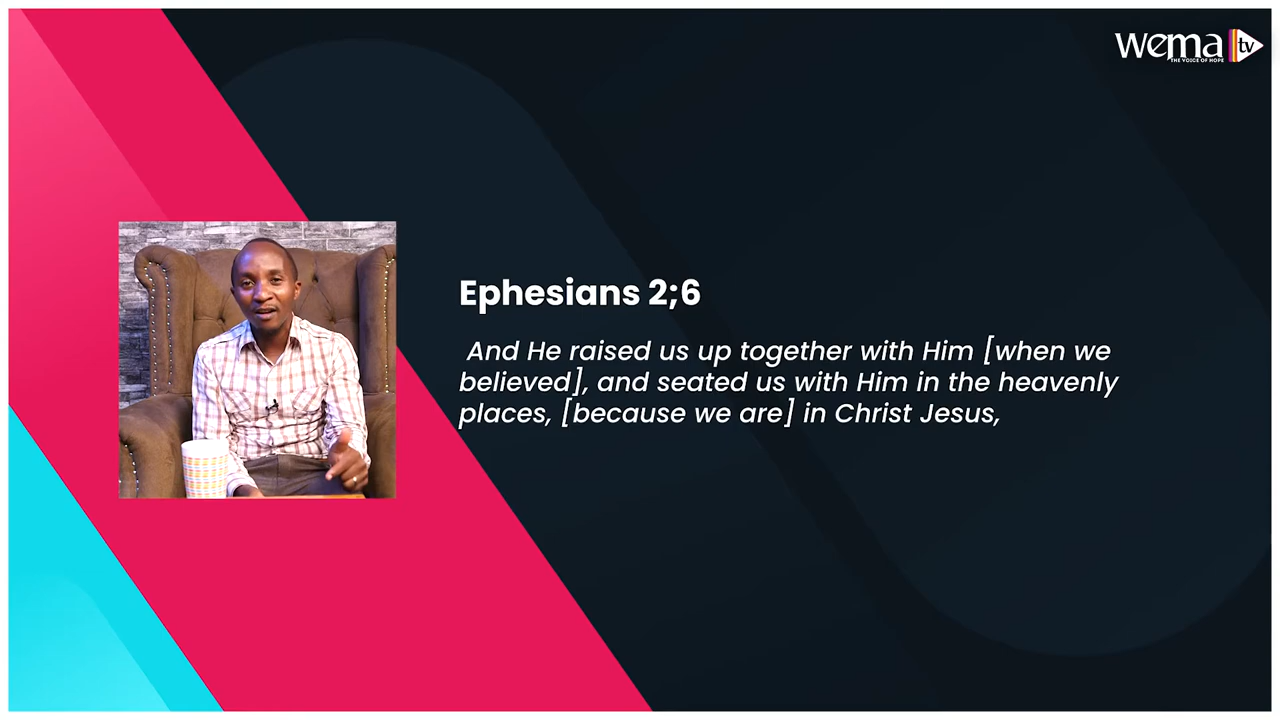 wema tv
THE VOICE OF HOPE
Ephesians 2;6
And He raised us up together with Him [when we
believed], and seated us with Him in the heavenly
places, [because we are] in Christ Jesus,